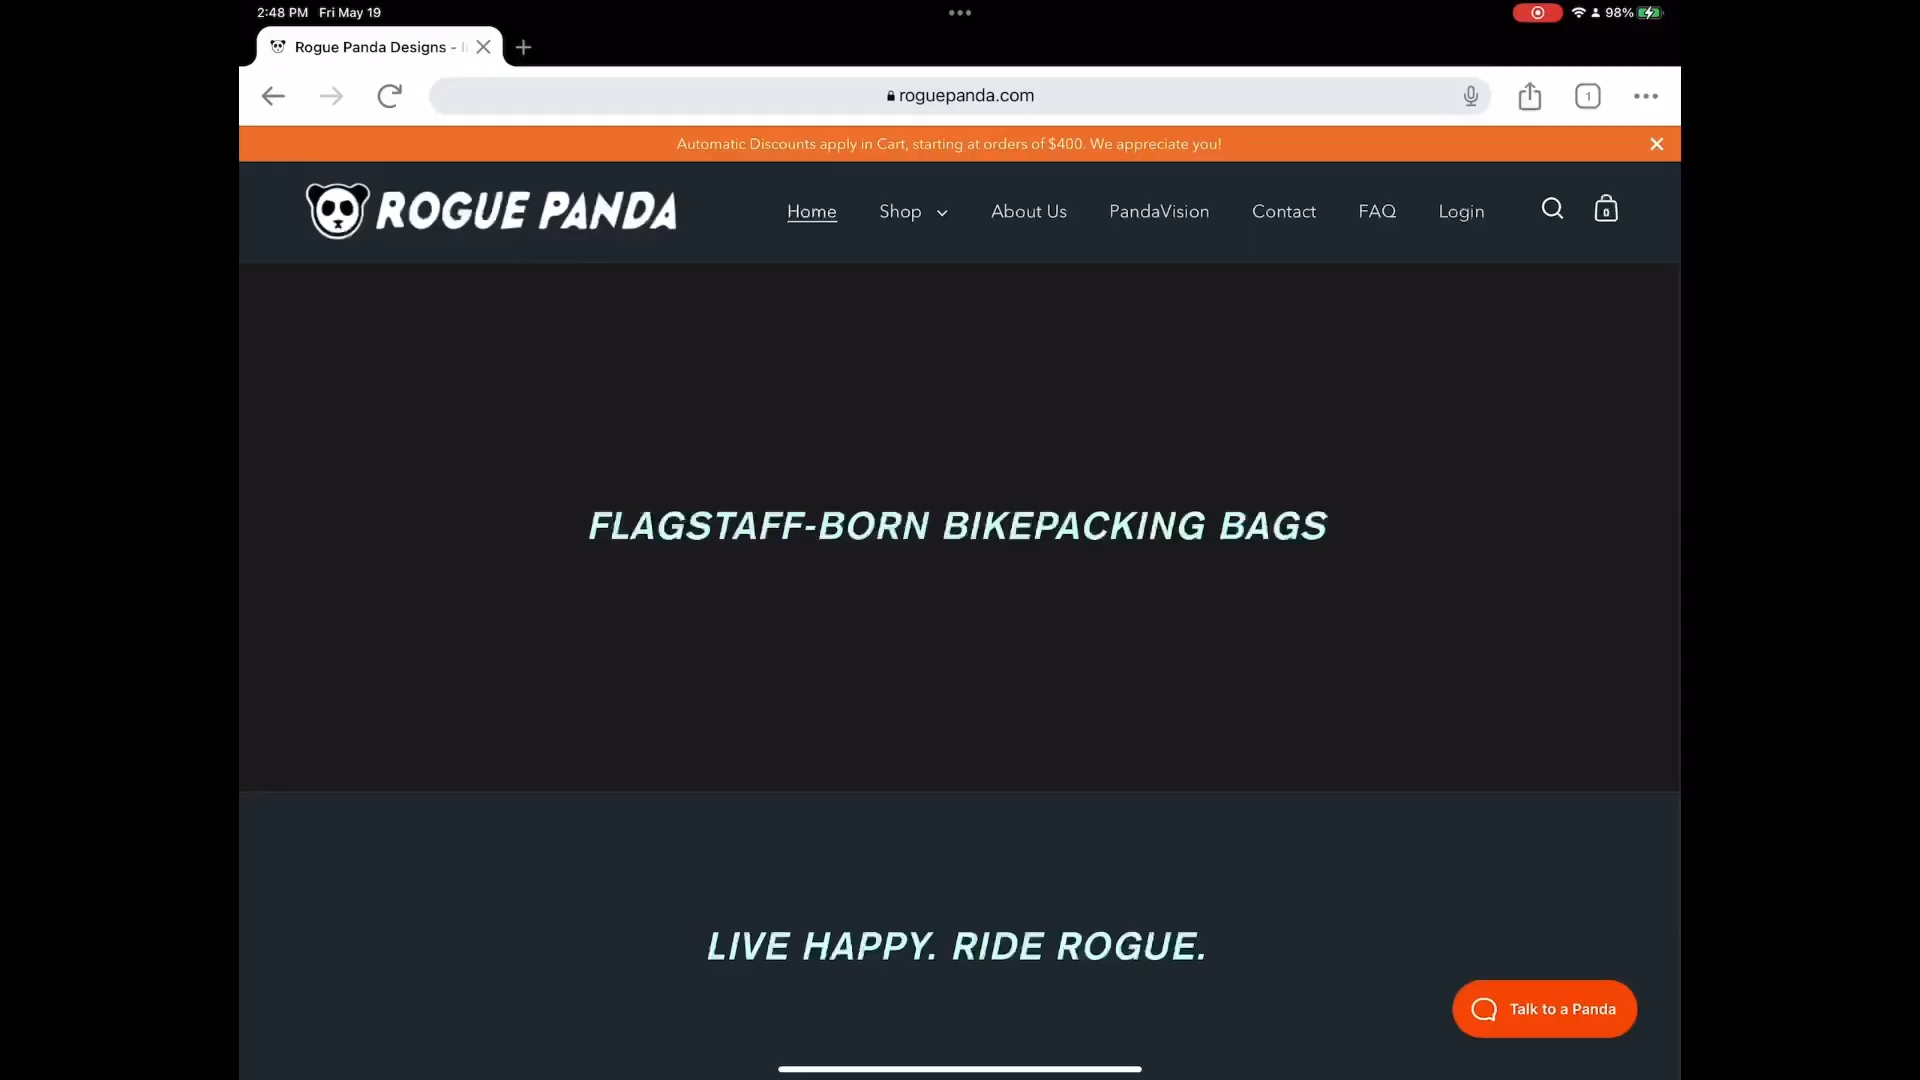 2:48 PM Fri May 19
98%
Rogue Panda Designs -
roguepanda.com
1
Automatic Discounts apply in Cart, starting at orders of $400. We appreciate you!
ROGUE PANDA
Home Shop About Us PandaVision Contact FAQ Login
0
FLAGSTAFF-BORN BIKEPACKING BAGS
LIVE HAPPY. RIDE ROGUE.
Talk to a Panda